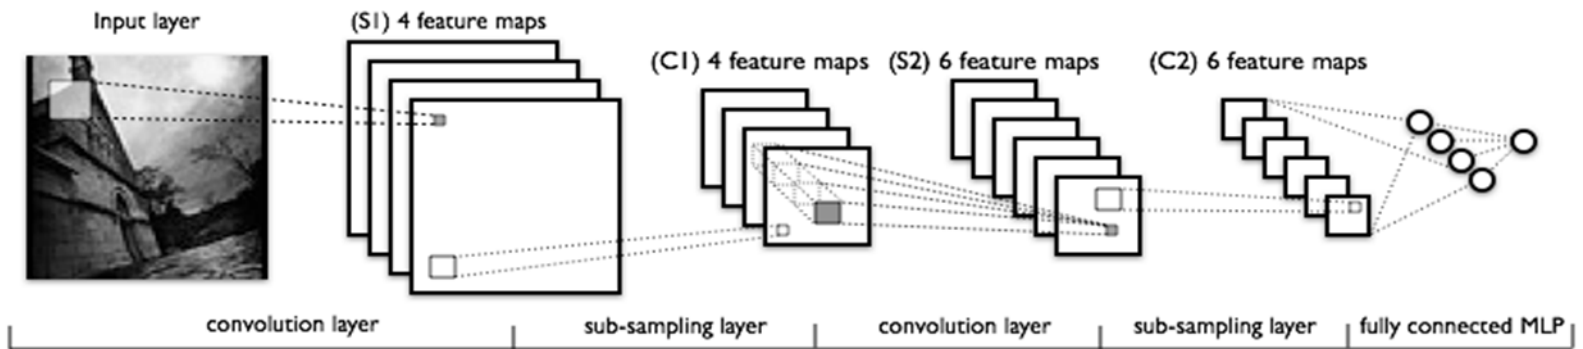 Input layer
(S1) 4 feature maps
(C1) 4 feature maps
(S2) 6 feature maps
(C2) 6 feature maps
convolution layer
sub-sampling layer
convolution layer
sub-sampling layer
fully connected MLP